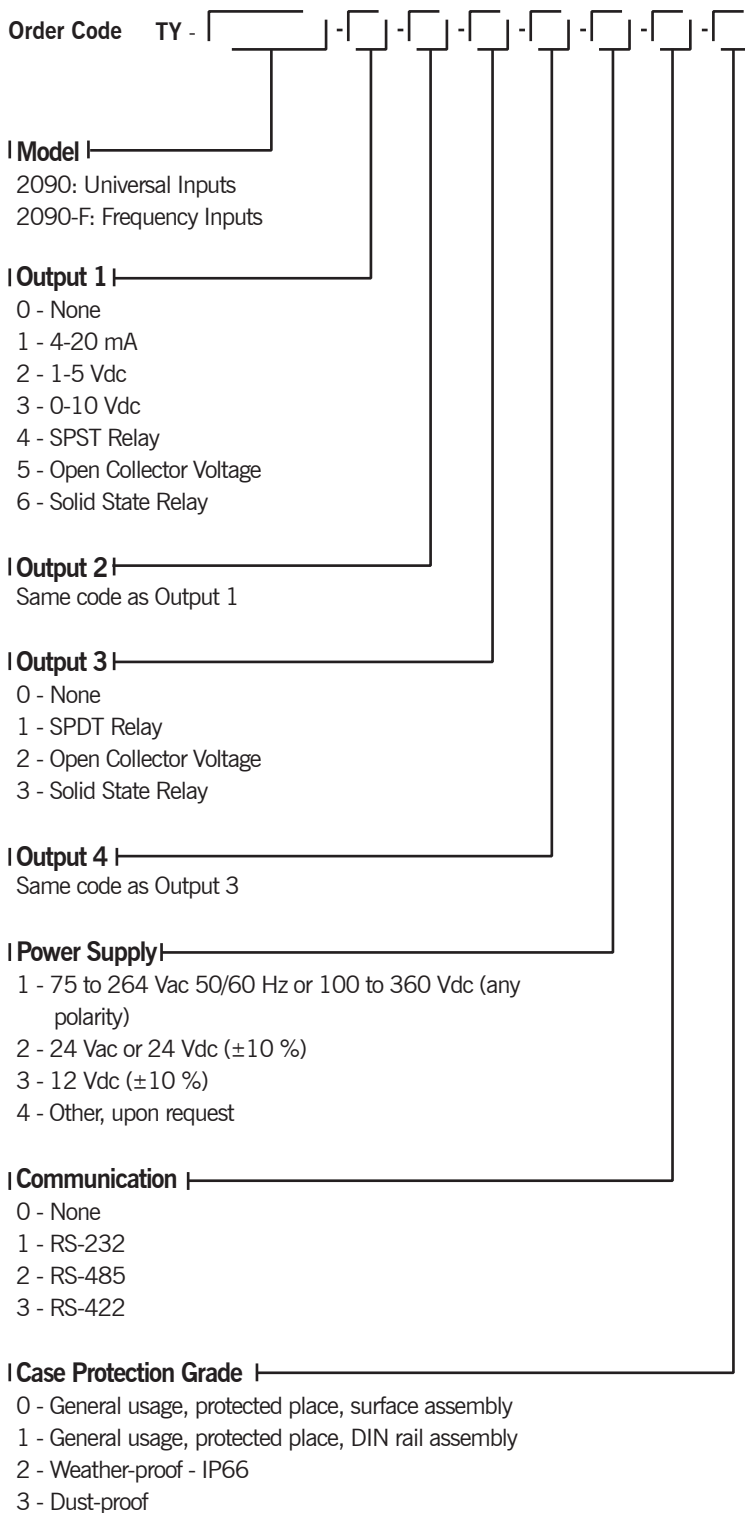 Order Code TY - - - - - - - -
Model
2090: Universal Inputs
2090-F: Frequency Inputs
Output 1
0 - None
1 - 4-20 mA
2 - 1-5 Vdc
3 - 0-10 Vdc
4 - SPST Relay
5 - Open Collector Voltage
6 - Solid State Relay
Output 2
Same code as Output 1
Output 3
0 - None
1 - SPDT Relay
2 - Open Collector Voltage
3 - Solid State Relay
Output 4
Same code as Output 3
Power Supply
1 - 75 to 264 Vac 50/60 Hz or 100 to 360 Vdc (any
polarity)
2 - 24 Vac or 24 Vdc (±10 %)
3 - 12 Vdc (±10 %)
4 - Other, upon request
Communication
0 - None
1 - RS-232
2 - RS-485
3 - RS-422
Case Protection Grade
0 - General usage, protected place, surface assembly
1 - General usage, protected place, DIN rail assembly
2 - Weather-proof - IP66
3 - Dust-proof